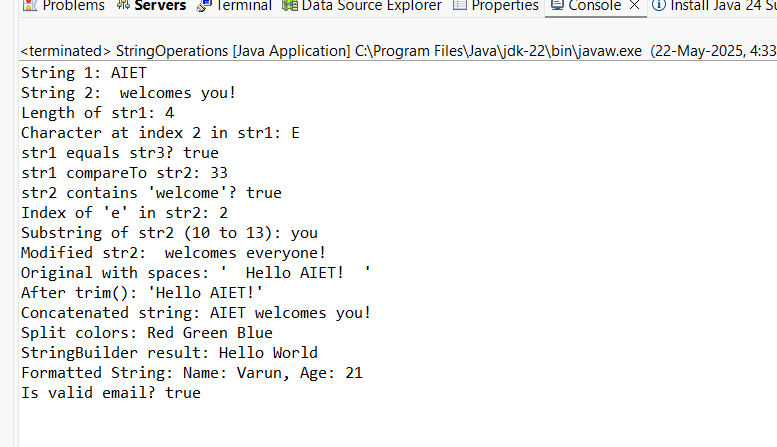 Problems Servers Terminal Data Source Explorer Properties Console × Install Java 24
<terminated> StringOperations [Java Application] C:\Program Files\Java\jdk-22\bin\javaw.exe (22-May-2025, 4:33
String 1: AIET
String 2:  welcomes you!
Length of str1: 4
Character at index 2 in str1: E
str1 equals str3? true
str1 compareTo str2: 33
str2 contains 'welcome'? true
Index of 'e' in str2: 2
Substring of str2 (10 to 13): you
Modified str2:  welcomes everyone!
Original with spaces: '  Hello AIET!  '
After trim(): 'Hello AIET!'
Concatenated string: AIET welcomes you!
Split colors: Red Green Blue
StringBuilder result: Hello World
Formatted String: Name: Varun, Age: 21
Is valid email? true